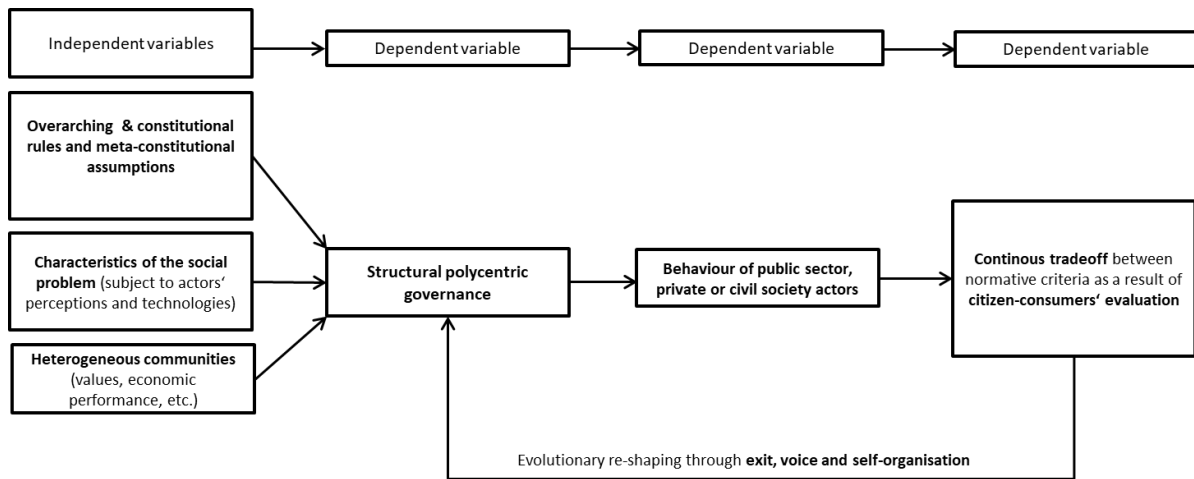 Independent variables
Dependent variable
Dependent variable
Dependent variable
Overarching & constitutional
rules and meta-constitutional
assumptions
Characteristics of the social
problem (subject to actors‘
perceptions and technologies)
Heterogeneous communities
(values, economic
performance, etc.)
Structural polycentric
governance
Behaviour of public sector,
private or civil society actors
Continous tradeoff between
normative criteria as a result of
citizen-consumers‘ evaluation
Evolutionary re-shaping through exit, voice and self-organisation